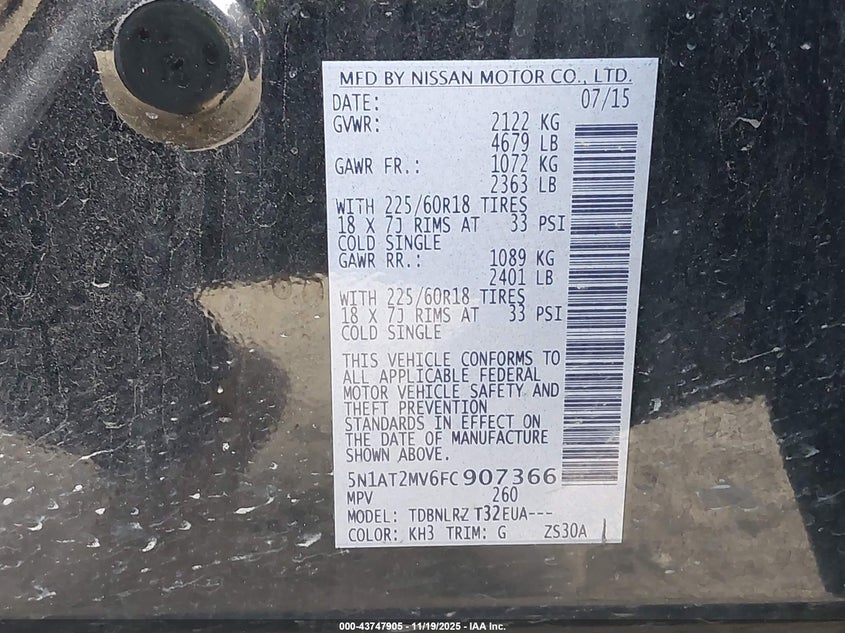 MFD BY NISSAN MOTOR CO., LTD.
DATE: 07/15
GVWR: 2122 KG
4679 LB
GAWR FR.: 1072 KG
2363 LB
WITH 225/60R18 TIRES
18 X 7J RIMS AT 33 PSI
COLD SINGLE
GAWR RR.: 1089 KG
2401 LB
WITH 225/60R18 TIRES
18 X 7J RIMS AT 33 PSI
COLD SINGLE
THIS VEHICLE CONFORMS TO
ALL APPLICABLE FEDERAL
MOTOR VEHICLE SAFETY AND
THEFT PREVENTION
STANDARDS IN EFFECT ON
THE DATE OF MANUFACTURE
SHOWN ABOVE.
5N1AT2MV6FC907366
MPV 260
MODEL: TDBNLRZ T32EUA---
COLOR: KH3 TRIM: G ZS30A
000-43747905 - 11/19/2025 - IAA Inc.